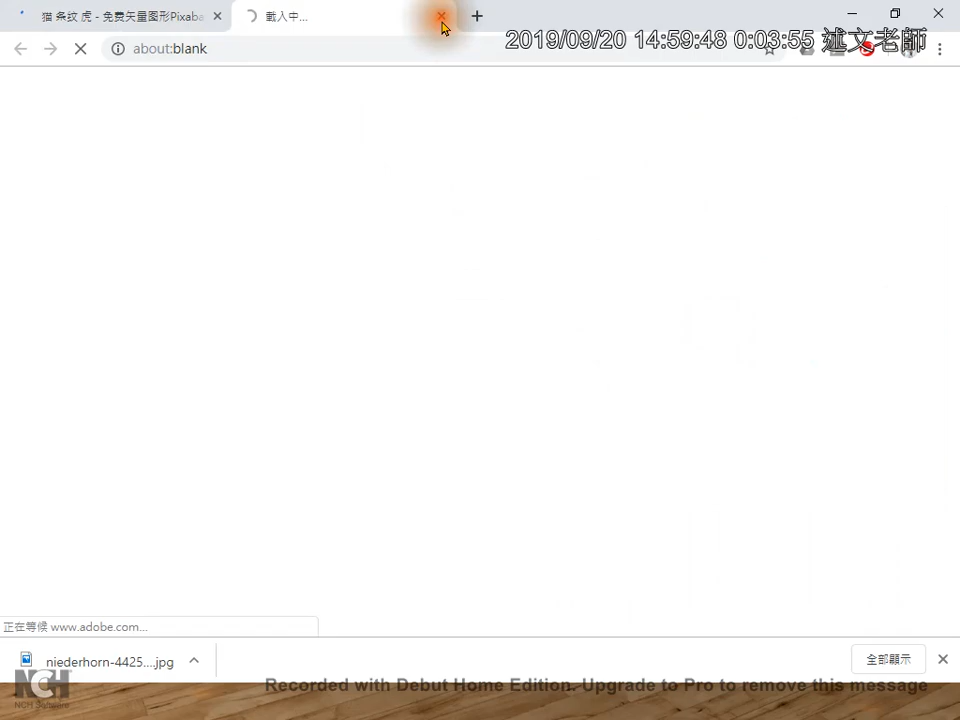 猫 条纹 虎 - 免费矢量图形Pixaba
載入中...
about:blank
2019/09/20 14:59:48 0:03:55 述文老師
正在等候 www.adobe.com...
niederhorn-4425....jpg
全部顯示
NCH
NCH Software
Recorded with Debut Home Edition. Upgrade to Pro to remove this message